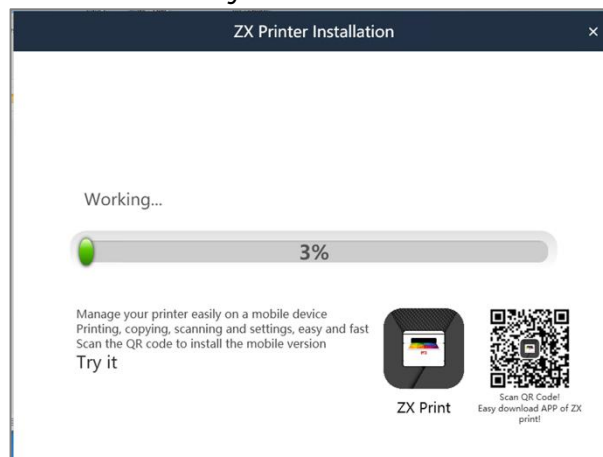 ZX Printer Installation
Working...
3%
Manage your printer easily on a mobile device
Printing, copying, scanning and settings, easy and fast
Scan the QR code to install the mobile version
Try it
ZX Print
Scan QR Code!
Easy download APP of ZX
print!